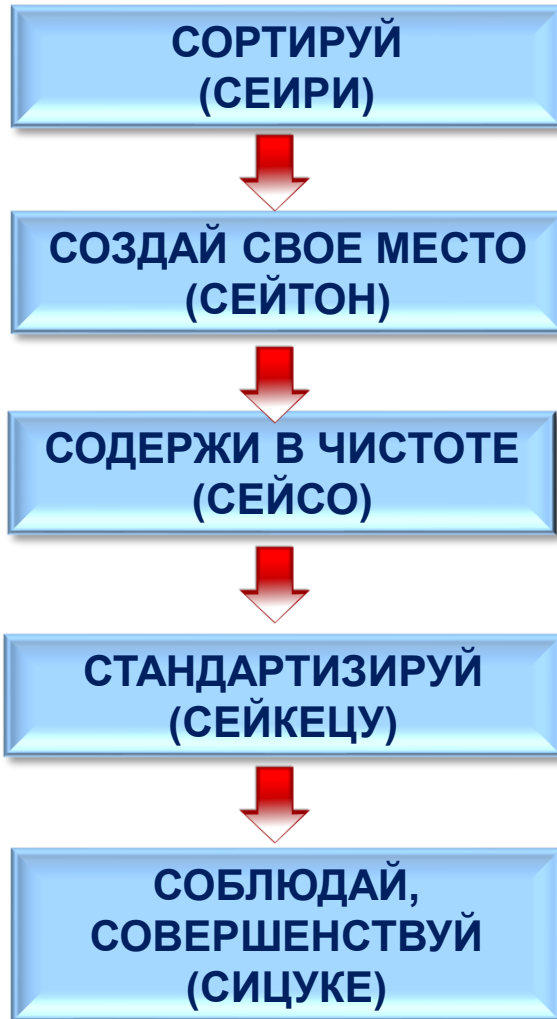 СОРТИРУЙ
(СЕИРИ)
СОЗДАЙ СВОЕ МЕСТО
(СЕЙТОН)
СОДЕРЖИ В ЧИСТОТЕ
(СЕЙСО)
СТАНДАРТИЗИРУЙ
(СЕЙКЕЦУ)
СОБЛЮДАЙ,
СОВЕРШЕНСТВУЙ
(СИЦУКЕ)